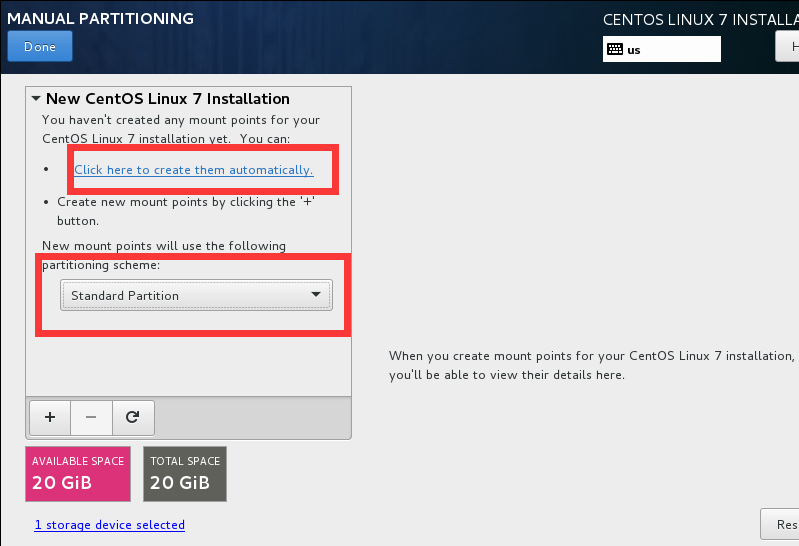 MANUAL PARTITIONING
CENTOS LINUX 7 INSTALLA
Done
us
H
New CentOS Linux 7 Installation
You haven't created any mount points for your
CentOS Linux 7 installation yet. You can:
• Click here to create them automatically.
• Create new mount points by clicking the '+'
button.
New mount points will use the following
partitioning scheme:
Standard Partition
When you create mount points for your CentOS Linux 7 installation,
you'll be able to view their details here.
+ − 
AVAILABLE SPACE
20 GiB
TOTAL SPACE
20 GiB
1 storage device selected
Res